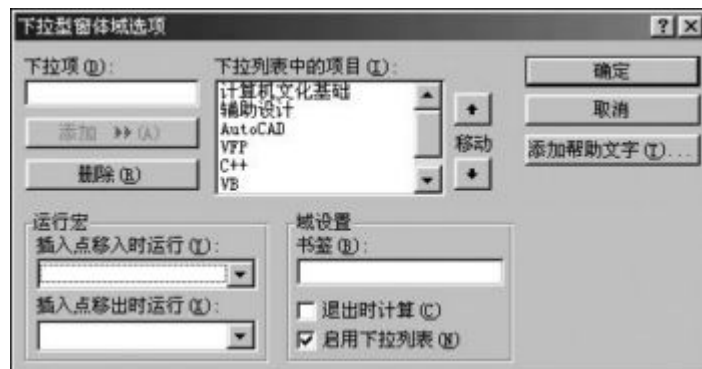 下拉型窗体域选项
下拉项(D):
添加 >>(A)
删除(R)
下拉列表中的项目(I):
计算机文化基础
辅助设计
AutoCAD
VFP
C++
VB
移动
确定
取消
添加帮助文字(T)...
运行宏
插入点移入时运行(Y):
插入点移出时运行(X):
域设置
书签(B):
退出时计算(C)
启用下拉列表(N)